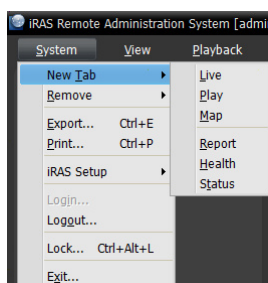 iRAS Remote Administration System [admi
System View Playback
New Tab
Remove
Export... Ctrl+E
Print... Ctrl+P
iRAS Setup
Login...
Logout...
Lock... Ctrl+Alt+L
Exit...
Live
Play
Map
Report
Health
Status